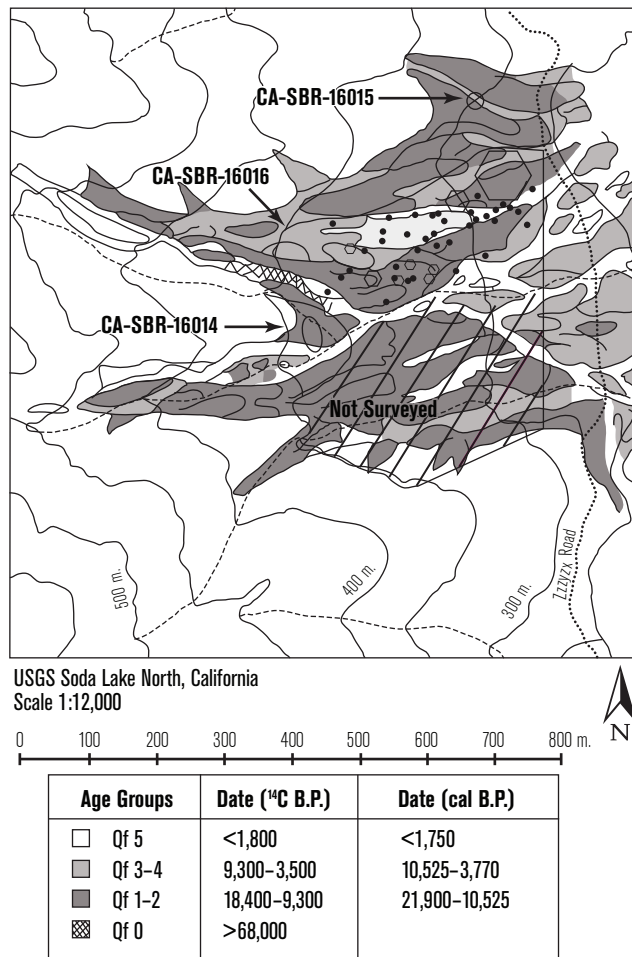 CA-SBR-16015
CA-SBR-16016
CA-SBR-16014
Not Surveyed
500 m.
400 m.
300 m.
Zzzyzx Road
USGS Soda Lake North, California
Scale 1:12,000
N
0 100 200 300 400 500 600 700 800 m.
Age Groups Date (¹⁴C B.P.) Date (cal B.P.)
Qf 5 <1,800 <1,750
Qf 3–4 9,300–3,500 10,525–3,770
Qf 1–2 18,400–9,300 21,900–10,525
Qf 0 >68,000